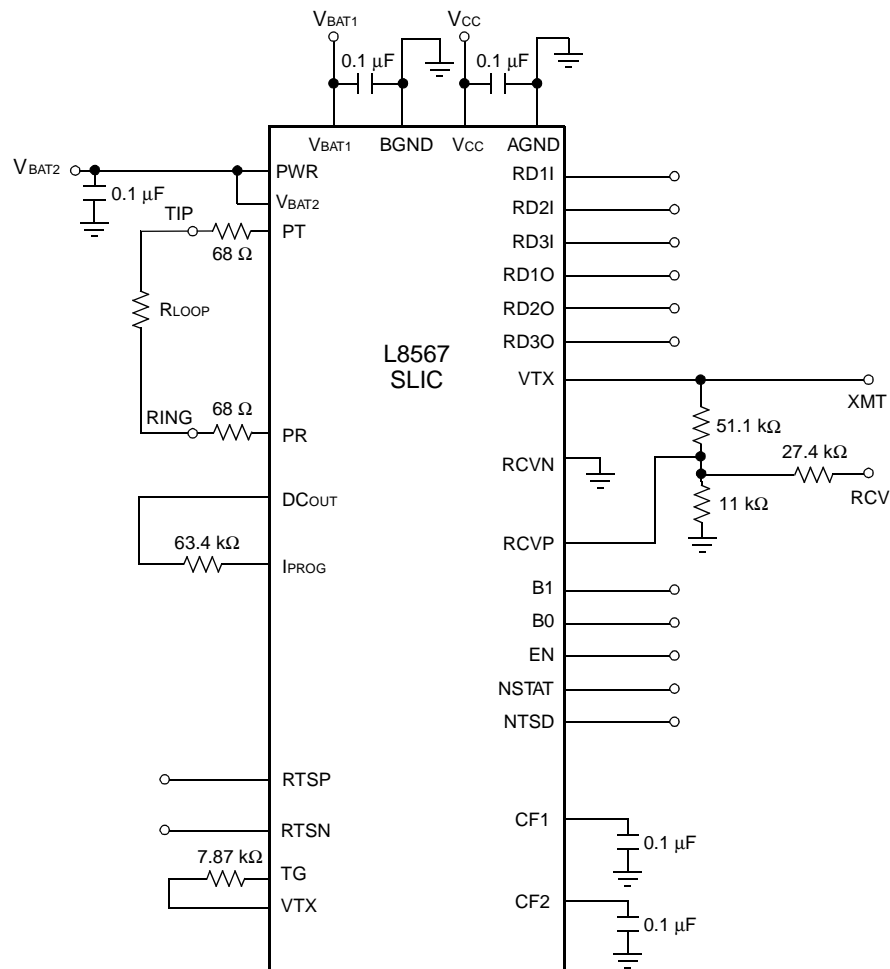 VBAT1
VCC
0.1 µF
0.1 µF
VBAT1
BGND
VCC
AGND
VBAT2
PWR
0.1 µF
VBAT2
TIP
PT
68 Ω
RLOOP
RING
68 Ω
PR
DCOUT
63.4 kΩ
IPROG
RTSP
RTSN
7.87 kΩ
TG
VTX
L8567
SLIC
RD1I
RD2I
RD3I
RD1O
RD2O
RD3O
VTX
XMT
51.1 kΩ
27.4 kΩ
RCVN
RCV
11 kΩ
RCVP
B1
B0
EN
NSTAT
NTSD
CF1
0.1 µF
CF2
0.1 µF